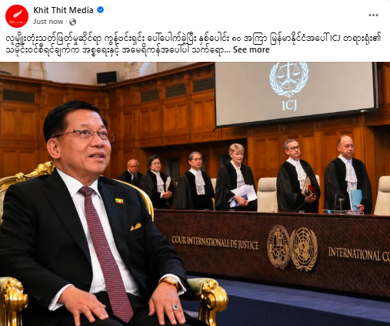 Khit Thit Media
Just now ·
လူမျိုးတုံးသတ်ဖြတ်မှုဆိုင်ရာ ကွန်ဗင်းရှင်း ပေါ်ပေါက်ခဲ့ပြီး နှစ်ပေါင်း ၈၀ အကြာ မြန်မာနိုင်ငံအပေါ် ICJ တရားရုံး၏
သမိုင်းဝင်စီရင်ချက်က အစ္စရေးနှင့် အမေရိကန်အပေါ်ပါ သက်ရော... See more
ICJ
COUR INTERNATIONALE DE JUSTICE
INTERNATIONAL CO